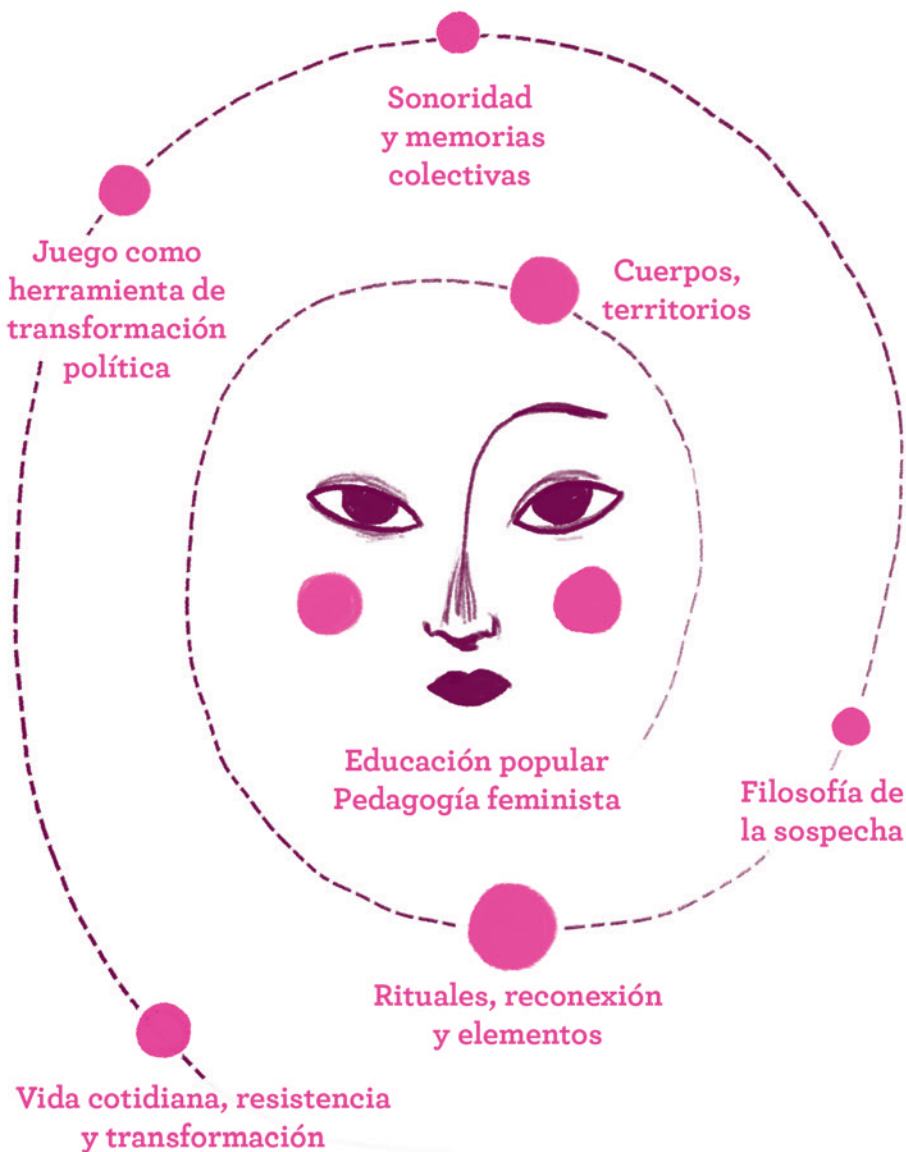 Sonoridad
y memorias
colectivas
Juego como
herramienta de
transformación
política
Cuerpos,
territorios
Educación popular
Pedagogía feminista
Filosofía de
la sospecha
Rituales, reconexión
y elementos
Vida cotidiana, resistencia
y transformación